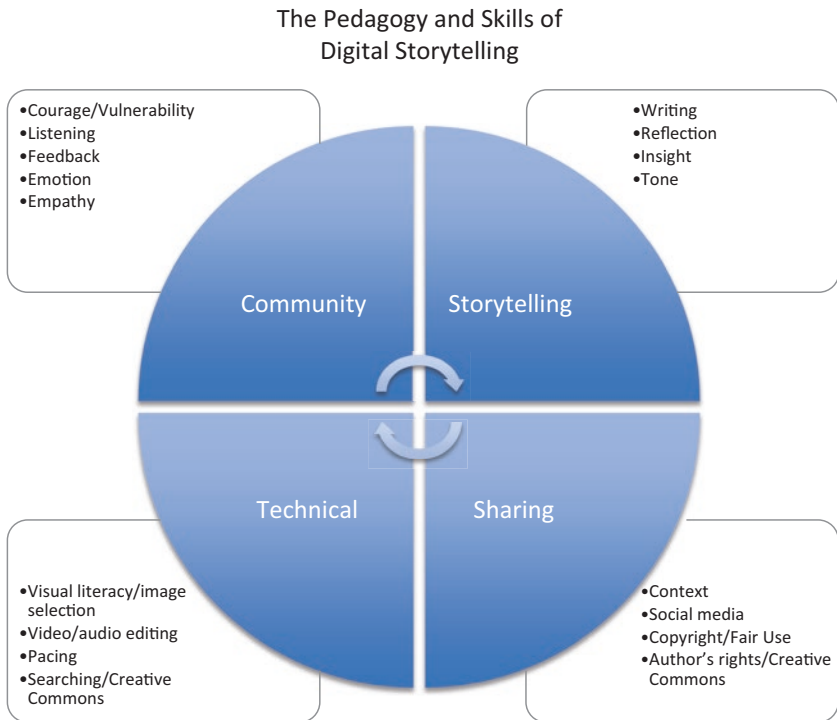 The Pedagogy and Skills of
Digital Storytelling
•Courage/Vulnerability
•Listening
•Feedback
•Emotion
•Empathy
•Writing
•Reflection
•Insight
•Tone
Community
Storytelling
Technical
Sharing
•Visual literacy/image
selection
•Video/audio editing
•Pacing
•Searching/Creative
Commons
•Context
•Social media
•Copyright/Fair Use
•Author’s rights/Creative
Commons